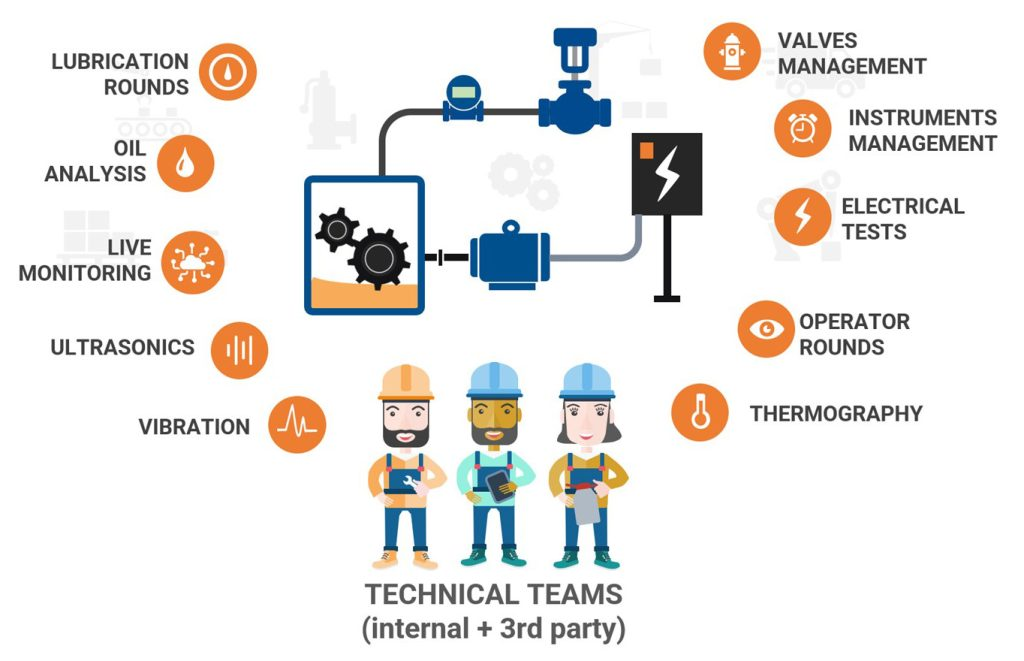 LUBRICATION
ROUNDS
OIL
ANALYSIS
LIVE
MONITORING
ULTRASONICS
VIBRATION
VALVES
MANAGEMENT
INSTRUMENTS
MANAGEMENT
ELECTRICAL
TESTS
OPERATOR
ROUNDS
THERMOGRAPHY
TECHNICAL TEAMS
(internal + 3rd party)